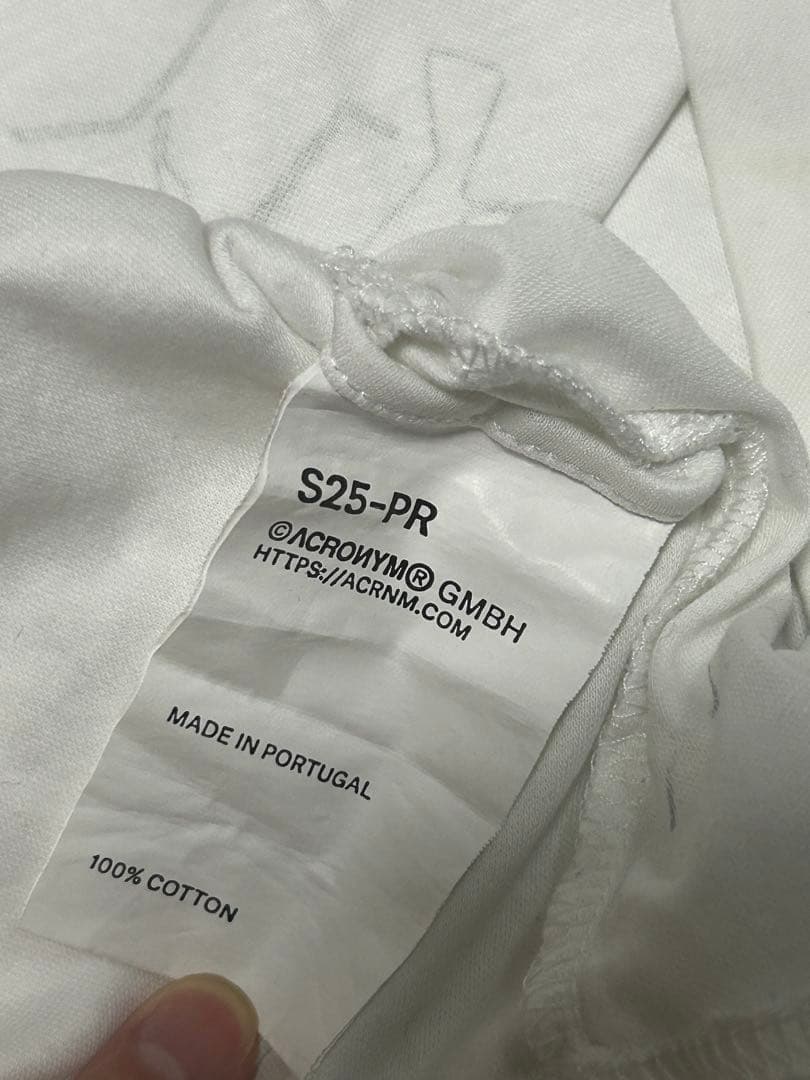 S25-PR
©ACRONYM® GMBH
HTTPS://ACRNM.COM
MADE IN PORTUGAL
100% COTTON